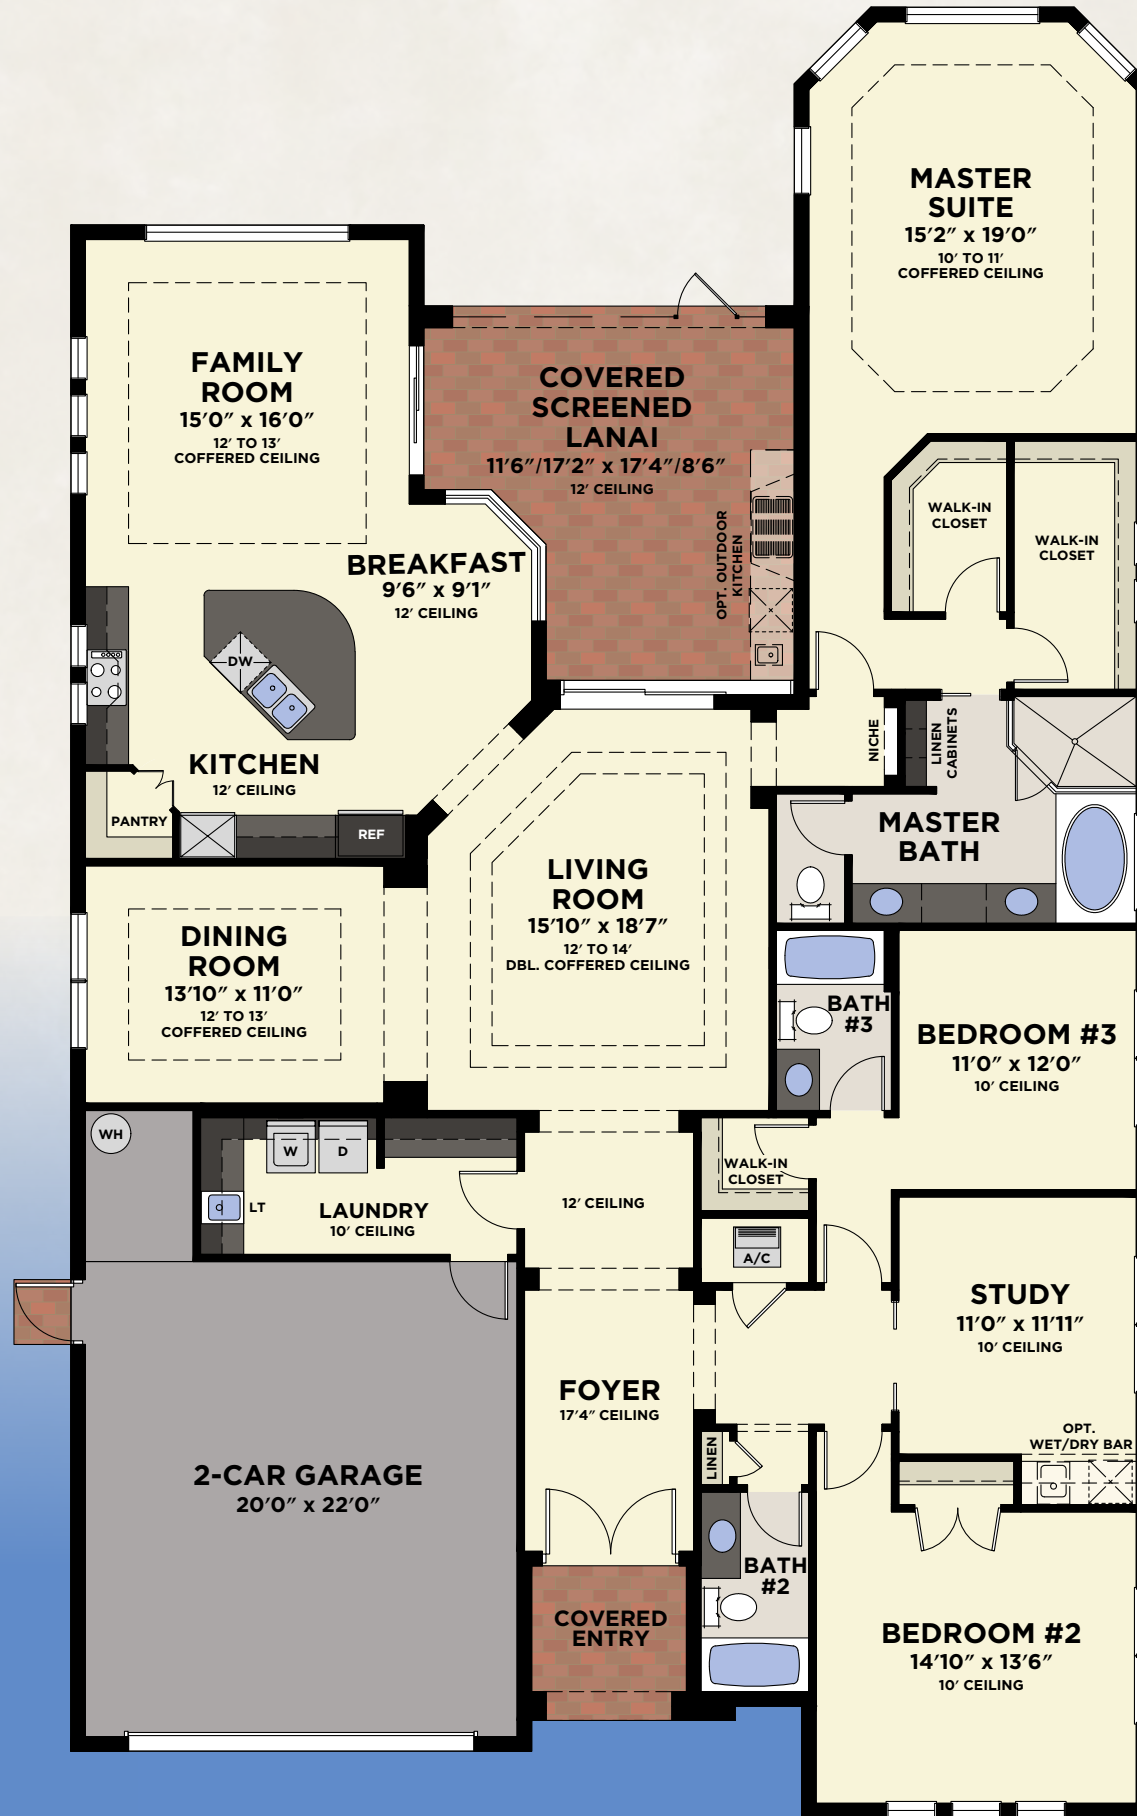 MASTER
SUITE
15'2" x 19'0"
10' TO 11'
COFFERED CEILING
FAMILY
ROOM
15'0" x 16'0"
12' TO 13'
COFFERED CEILING
COVERED
SCREENED
LANAI
11'6"/17'2" x 17'4"/8'6"
12' CEILING
OPT. OUTDOOR
KITCHEN
WALK-IN
CLOSET
WALK-IN
CLOSET
BREAKFAST
9'6" x 9'1"
12' CEILING
DW
KITCHEN
12' CEILING
PANTRY
REF
NICHE
LINEN
CABINETS
MASTER
BATH
LIVING
ROOM
15'10" x 18'7"
12' TO 14'
DBL. COFFERED CEILING
DINING
ROOM
13'10" x 11'0"
12' TO 13'
COFFERED CEILING
BATH
#3
BEDROOM #3
11'0" x 12'0"
10' CEILING
WH
W
D
LT
LAUNDRY
10' CEILING
12' CEILING
WALK-IN
CLOSET
A/C
STUDY
11'0" x 11'11"
10' CEILING
FOYER
17'4" CEILING
OPT.
WET/DRY BAR
LINEN
2-CAR GARAGE
20'0" x 22'0"
BATH
#2
COVERED
ENTRY
BEDROOM #2
14'10" x 13'6"
10' CEILING